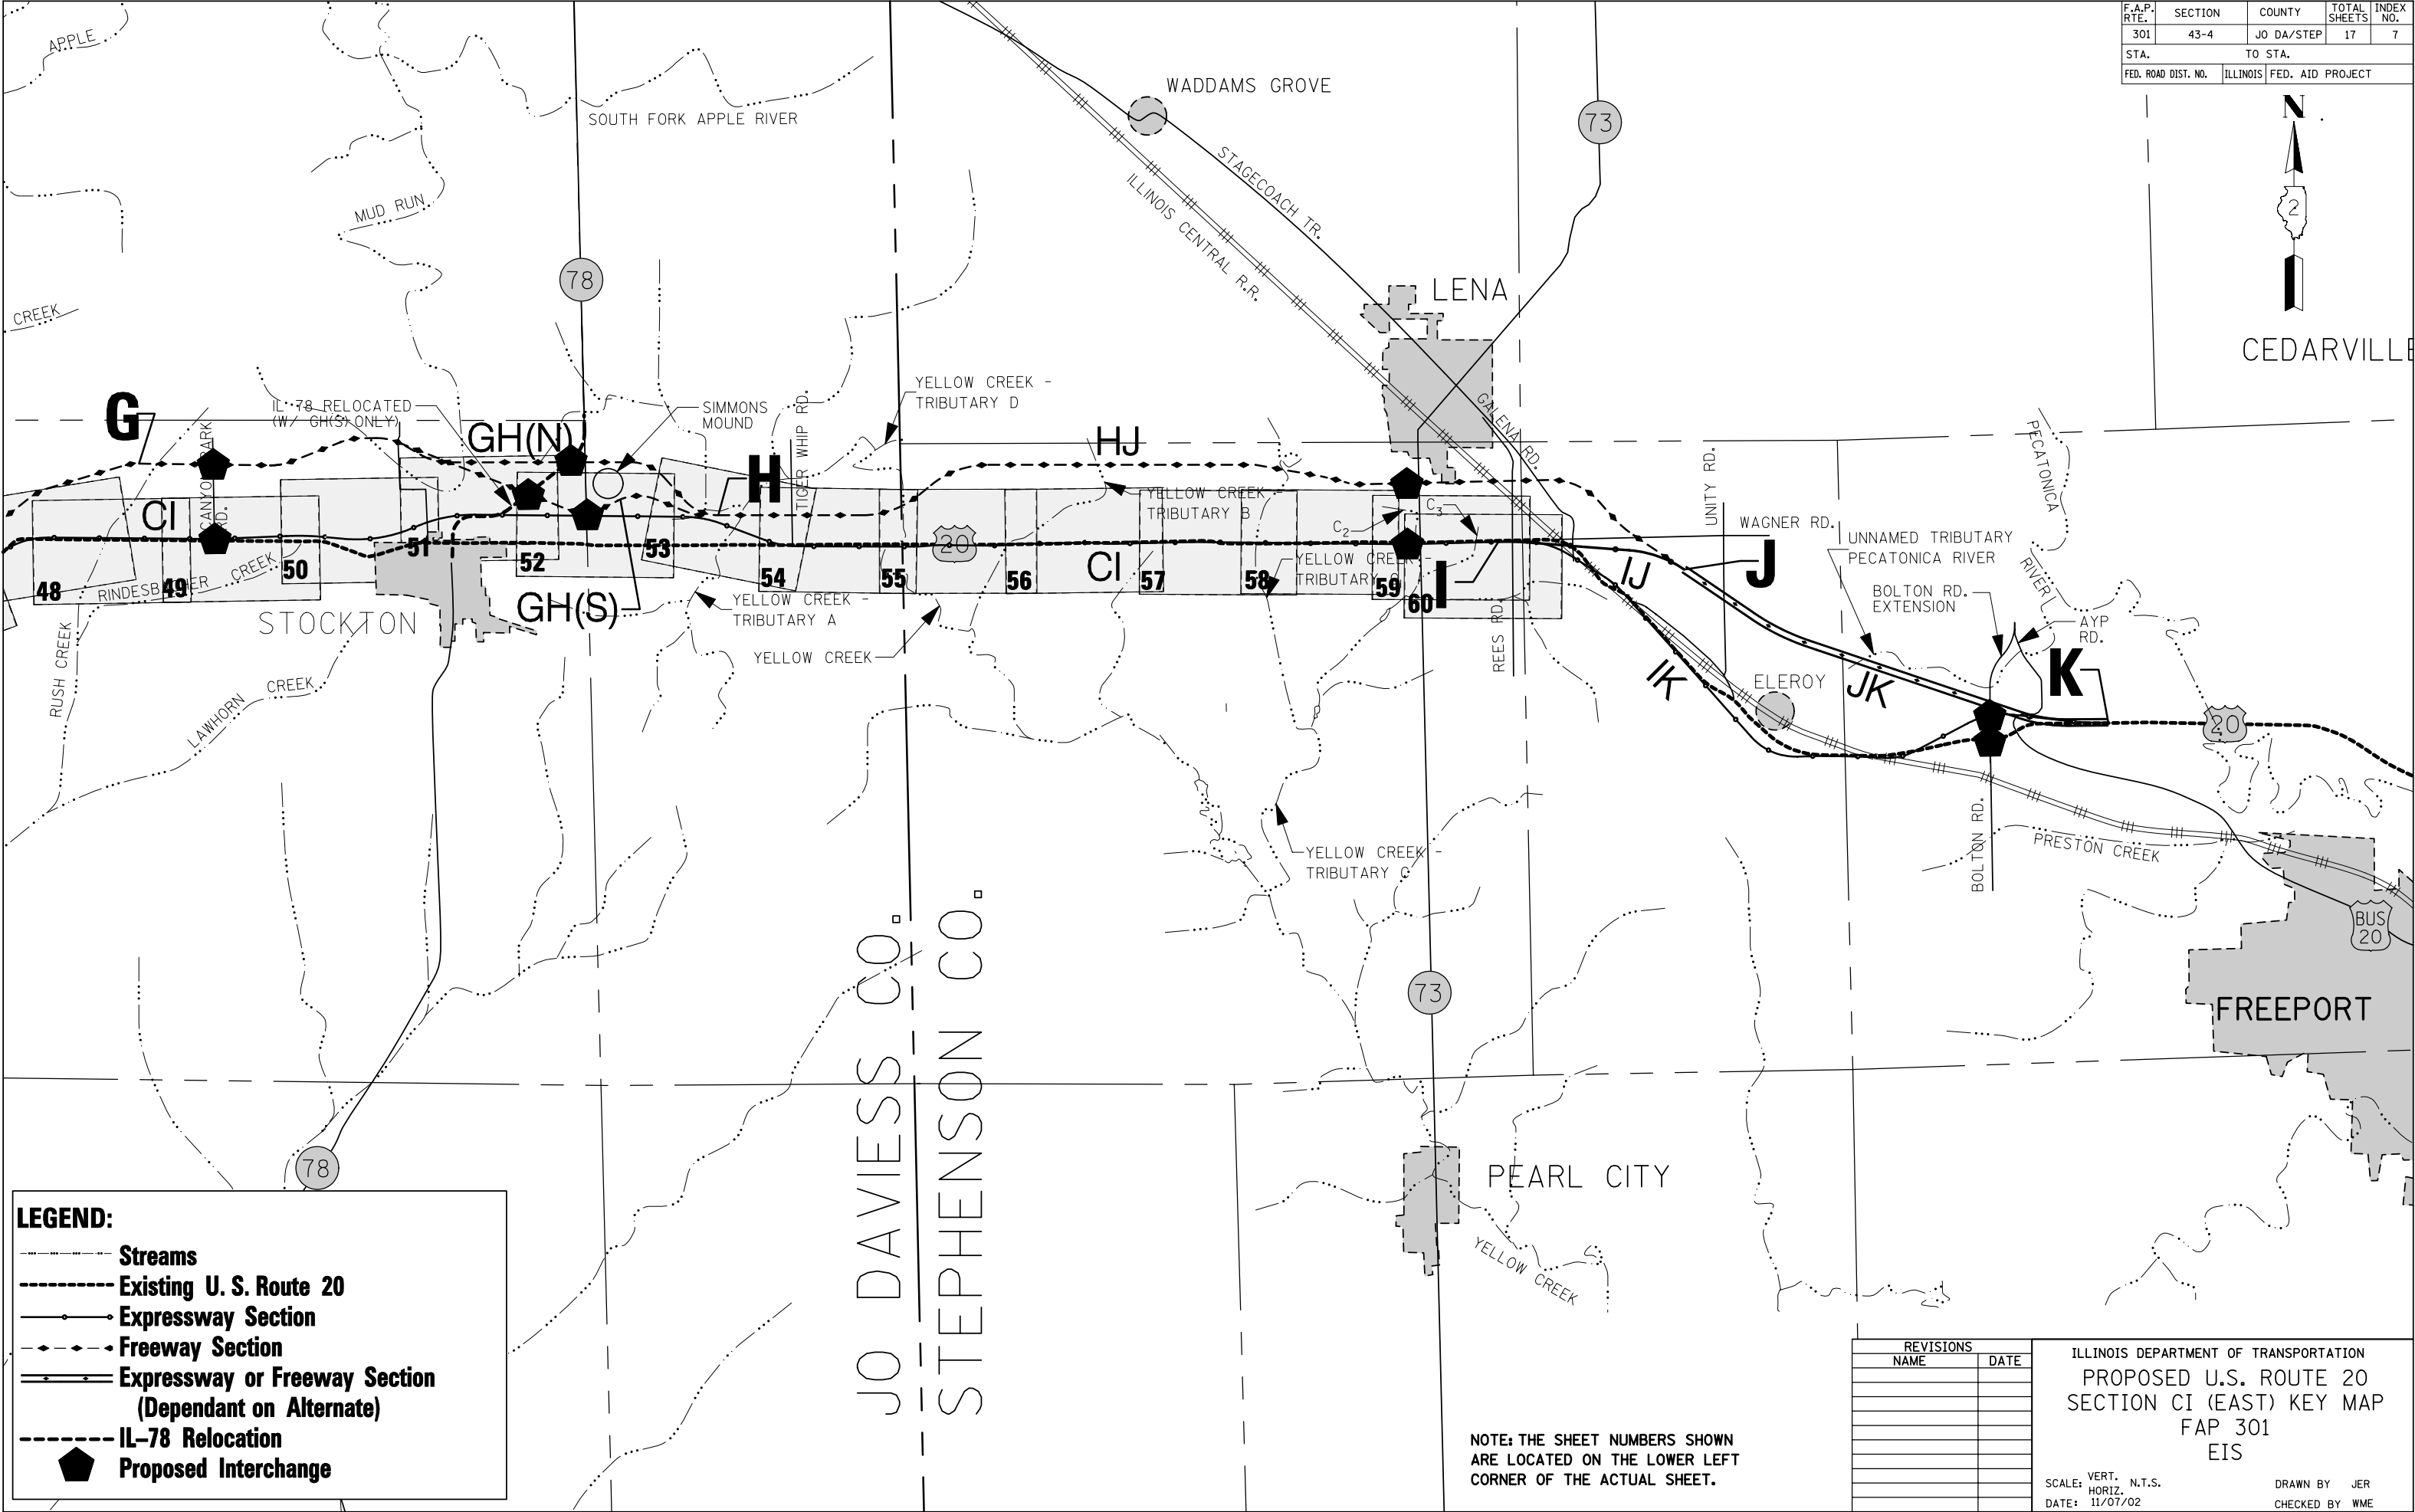 F.A.P. RTE. SECTION COUNTY TOTAL SHEETS INDEX NO.
301 43-4 JO DA/STEP 17 7
STA. TO STA.
FED. ROAD DIST. NO. ILLINOIS FED. AID PROJECT
N
2
APPLE
SOUTH FORK APPLE RIVER
WADDAMS GROVE
73
STAGECOACH TR.
ILLINOIS CENTRAL R.R.
MUD RUN
78
CREEK
LENA
CEDARVILLE
G
IL 78 RELOCATED
(W/ GH(S) ONLY)
CANYON PARK RD.
GH(N)
SIMMONS
MOUND
H
TIGER WHIP RD.
YELLOW CREEK -
TRIBUTARY D
HJ
YELLOW CREEK -
TRIBUTARY B
GALENA RD.
C2
C3
UNITY RD.
WAGNER RD.
UNNAMED TRIBUTARY
PECATONICA RIVER
PECATONICA
RIVER
BOLTON RD.
EXTENSION
AYP
RD.
CI
48
49
50
51
52
53
54
55
56
57
58
59
60
20
CI
YELLOW CREEK -
TRIBUTARY C
I
IJ
J
RINDESBACHER CREEK
STOCKTON
GH(S)
YELLOW CREEK -
TRIBUTARY A
YELLOW CREEK
REES RD.
IK
ELEROY
JK
K
20
RUSH CREEK
LAWHORN CREEK
YELLOW CREEK -
TRIBUTARY C
BOLTON RD.
PRESTON CREEK
BUS
20
FREEPORT
73
JO DAVIESS CO.
STEPHENSON CO.
78
PEARL CITY
YELLOW CREEK
LEGEND:
Streams
Existing U. S. Route 20
Expressway Section
Freeway Section
Expressway or Freeway Section
(Dependant on Alternate)
IL-78 Relocation
Proposed Interchange
NOTE: THE SHEET NUMBERS SHOWN
ARE LOCATED ON THE LOWER LEFT
CORNER OF THE ACTUAL SHEET.
REVISIONS
NAME DATE
ILLINOIS DEPARTMENT OF TRANSPORTATION
PROPOSED U.S. ROUTE 20
SECTION CI (EAST) KEY MAP
FAP 301
EIS
SCALE: VERT. HORIZ. N.T.S.
DATE: 11/07/02
DRAWN BY JER
CHECKED BY WME